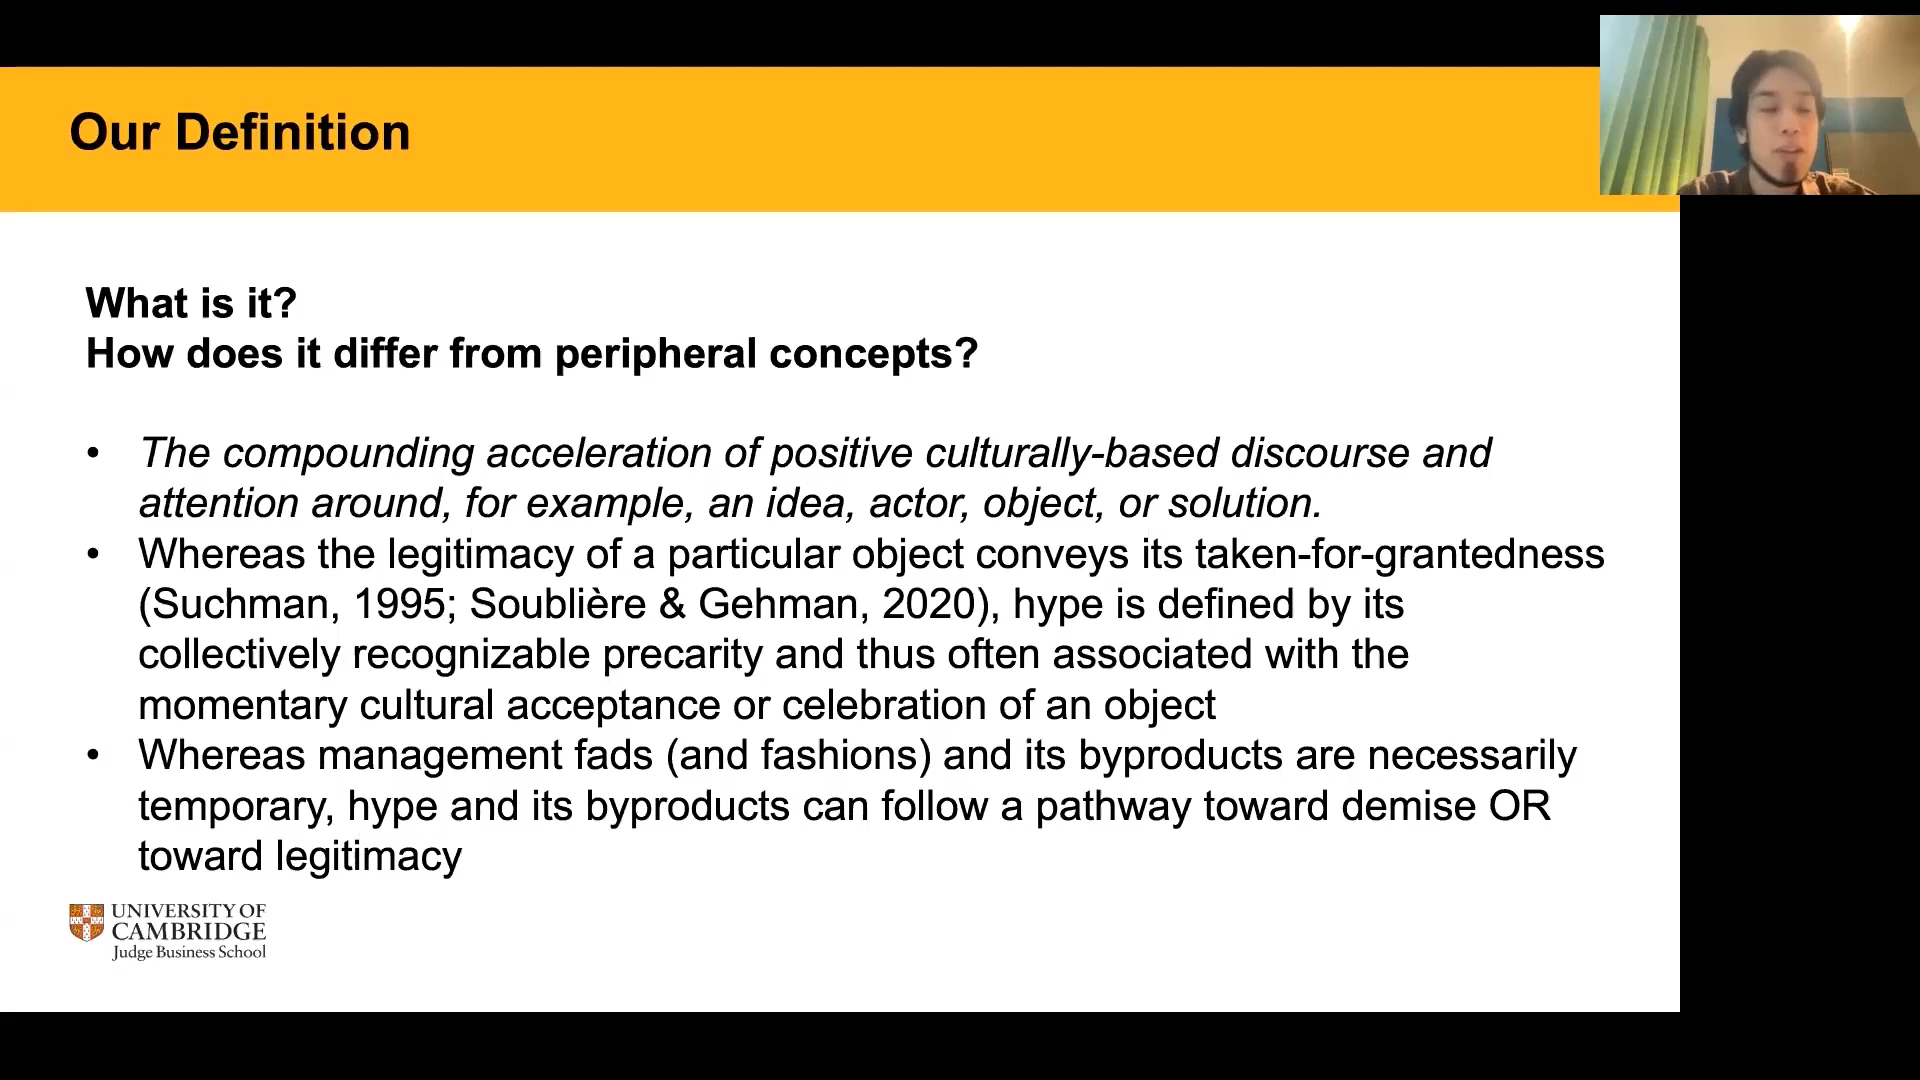 Our Definition
What is it?
How does it differ from peripheral concepts?
• The compounding acceleration of positive culturally-based discourse and
attention around, for example, an idea, actor, object, or solution.
• Whereas the legitimacy of a particular object conveys its taken-for-grantedness
(Suchman, 1995; Soublière & Gehman, 2020), hype is defined by its
collectively recognizable precarity and thus often associated with the
momentary cultural acceptance or celebration of an object
• Whereas management fads (and fashions) and its byproducts are necessarily
temporary, hype and its byproducts can follow a pathway toward demise OR
toward legitimacy
UNIVERSITY OF
CAMBRIDGE
Judge Business School